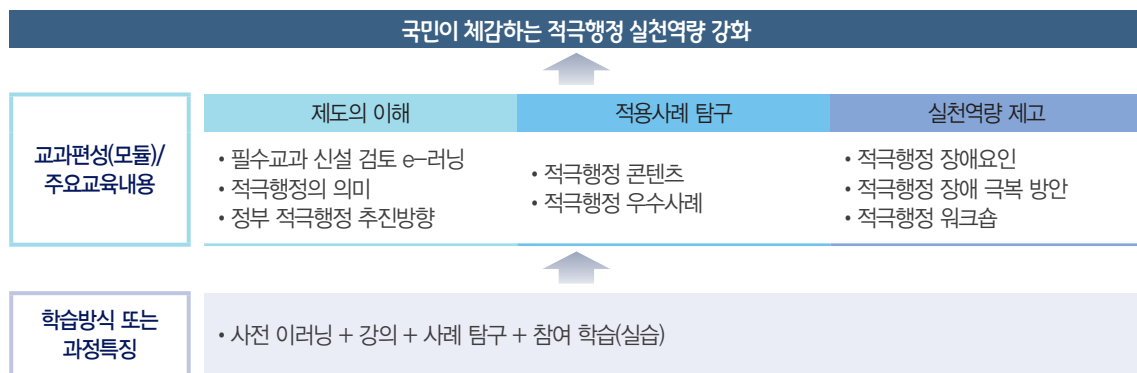 국민이 체감하는 적극행정 실천역량 강화
교과편성(모듈)/
주요교육내용
제도의 이해
• 필수교과 신설 검토 e-러닝
• 적극행정의 의미
• 정부 적극행정 추진방향
적용사례 탐구
• 적극행정 콘텐츠
• 적극행정 우수사례
실천역량 제고
• 적극행정 장애요인
• 적극행정 장애 극복 방안
• 적극행정 워크숍
학습방식 또는
과정특징
• 사전 이러닝 + 강의 + 사례 탐구 + 참여 학습(실습)